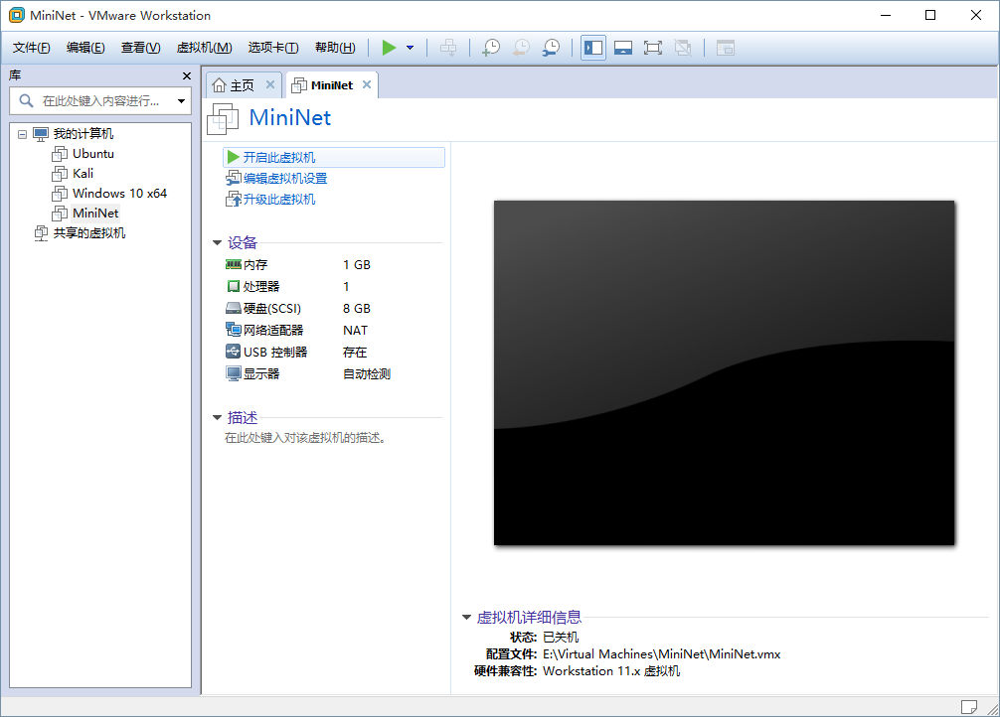 MiniNet - VMware Workstation
文件(F) 编辑(E) 查看(V) 虚拟机(M) 选项卡(T) 帮助(H)
库
在此处键入内容进行...
我的计算机
Ubuntu
Kali
Windows 10 x64
MiniNet
共享的虚拟机
主页 MiniNet
MiniNet
开启此虚拟机
编辑虚拟机设置
升级此虚拟机
设备
内存 1 GB
处理器 1
硬盘(SCSI) 8 GB
网络适配器 NAT
USB 控制器 存在
显示器 自动检测
描述
在此处键入对该虚拟机的描述。
虚拟机详细信息
状态: 已关机
配置文件: E:\Virtual Machines\MiniNet\MiniNet.vmx
硬件兼容性: Workstation 11.x 虚拟机